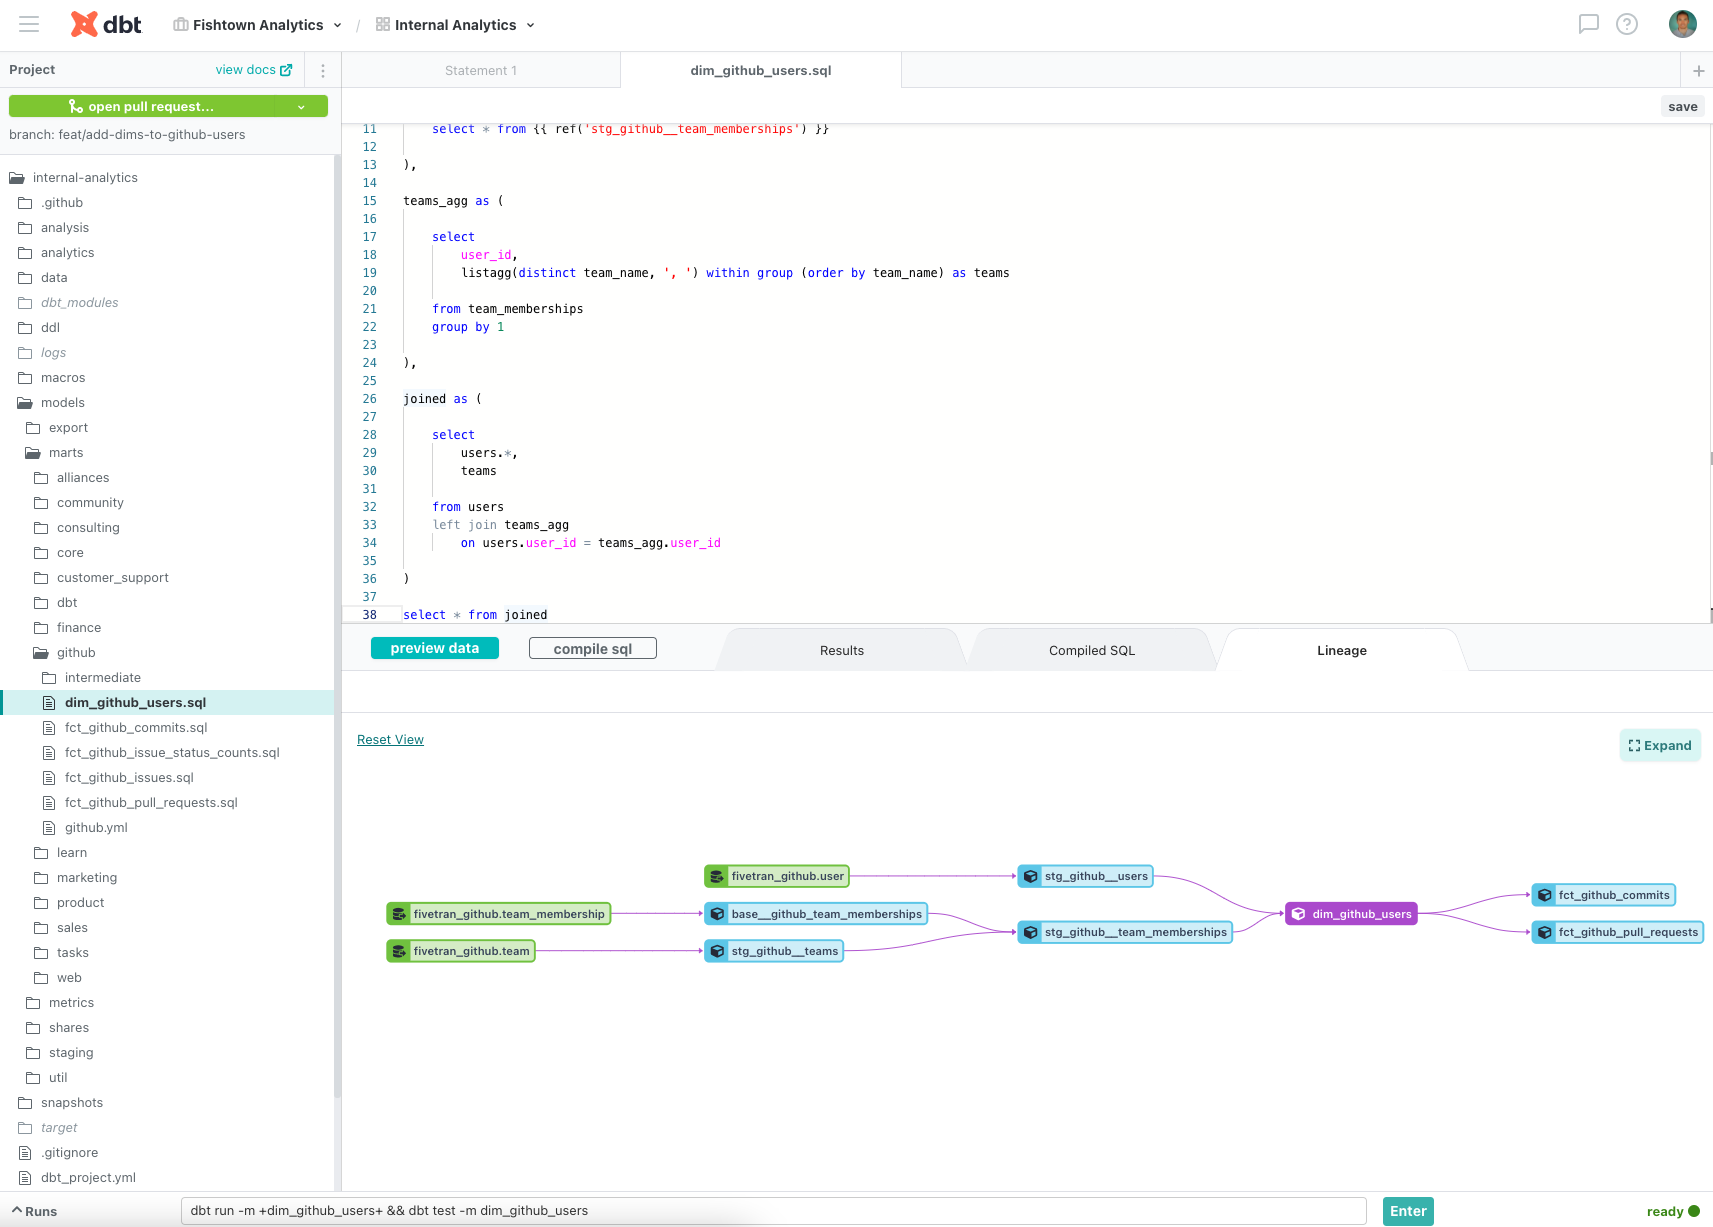 dbt
Fishtown Analytics / Internal Analytics
Project
view docs
open pull request...
branch: feat/add-dims-to-github-users
internal-analytics
.github
analysis
analytics
data
dbt_modules
ddl
logs
macros
models
export
marts
alliances
community
consulting
core
customer_support
dbt
finance
github
intermediate
dim_github_users.sql
fct_github_commits.sql
fct_github_issue_status_counts.sql
fct_github_issues.sql
fct_github_pull_requests.sql
github.yml
learn
marketing
product
sales
tasks
web
metrics
shares
staging
util
snapshots
target
.gitignore
dbt_project.yml
Statement 1
dim_github_users.sql
+
save
11 select * from {{ ref('stg_github__team_memberships') }}
12
13 ),
14
15 teams_agg as (
16
17 select
18 user_id,
19 listagg(distinct team_name, ', ') within group (order by team_name) as teams
20
21 from team_memberships
22 group by 1
23
24 ),
25
26 joined as (
27
28 select
29 users.*,
30 teams
31
32 from users
33 left join teams_agg
34 on users.user_id = teams_agg.user_id
35
36 )
37
38 select * from joined
preview data
compile sql
Results
Compiled SQL
Lineage
Reset View
Expand
fivetran_github.user
stg_github__users
fivetran_github.team_membership
base__github_team_memberships
fivetran_github.team
stg_github__teams
stg_github__team_memberships
dim_github_users
fct_github_commits
fct_github_pull_requests
Runs
dbt run -m +dim_github_users+ && dbt test -m dim_github_users
Enter
ready